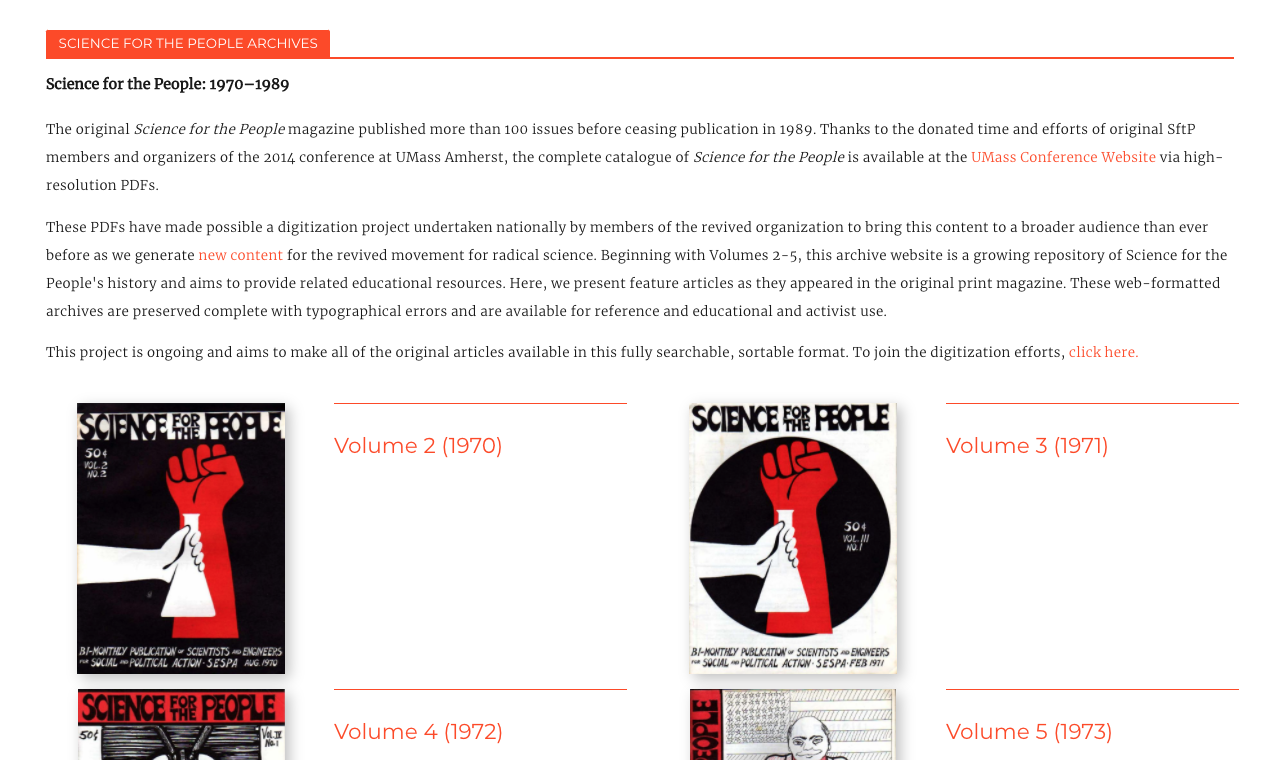 SCIENCE FOR THE PEOPLE ARCHIVES
Science for the People: 1970–1989
The original Science for the People magazine published more than 100 issues before ceasing publication in 1989. Thanks to the donated time and efforts of original SftP
members and organizers of the 2014 conference at UMass Amherst, the complete catalogue of Science for the People is available at the UMass Conference Website via high-
resolution PDFs.
These PDFs have made possible a digitization project undertaken nationally by members of the revived organization to bring this content to a broader audience than ever
before as we generate new content for the revived movement for radical science. Beginning with Volumes 2-5, this archive website is a growing repository of Science for the
People's history and aims to provide related educational resources. Here, we present feature articles as they appeared in the original print magazine. These web-formatted
archives are preserved complete with typographical errors and are available for reference and educational and activist use.
This project is ongoing and aims to make all of the original articles available in this fully searchable, sortable format. To join the digitization efforts, click here.
SCIENCE FOR THE PEOPLE
50¢
VOL. 2
NO. 2
BI-MONTHLY PUBLICATION OF SCIENTISTS AND ENGINEERS
FOR SOCIAL AND POLITICAL ACTION · SESPA AUG. 1970
Volume 2 (1970)
SCIENCE FOR THE PEOPLE
50¢
VOL. III
NO. 1
BI-MONTHLY PUBLICATION OF SCIENTISTS AND ENGINEERS
FOR SOCIAL AND POLITICAL ACTION · SESPA · FEB 1971
Volume 3 (1971)
SCIENCE FOR THE PEOPLE
50¢
VOL. IV
NO. 1
Volume 4 (1972)
PEOPLE
Volume 5 (1973)